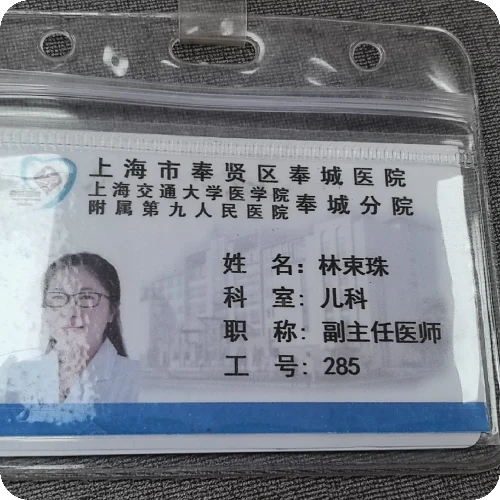 上海市奉贤区奉城医院
上海交通大学医学院
附属第九人民医院 奉城分院
姓 名：林束珠
科 室：儿科
职 称：副主任医师
工 号：285